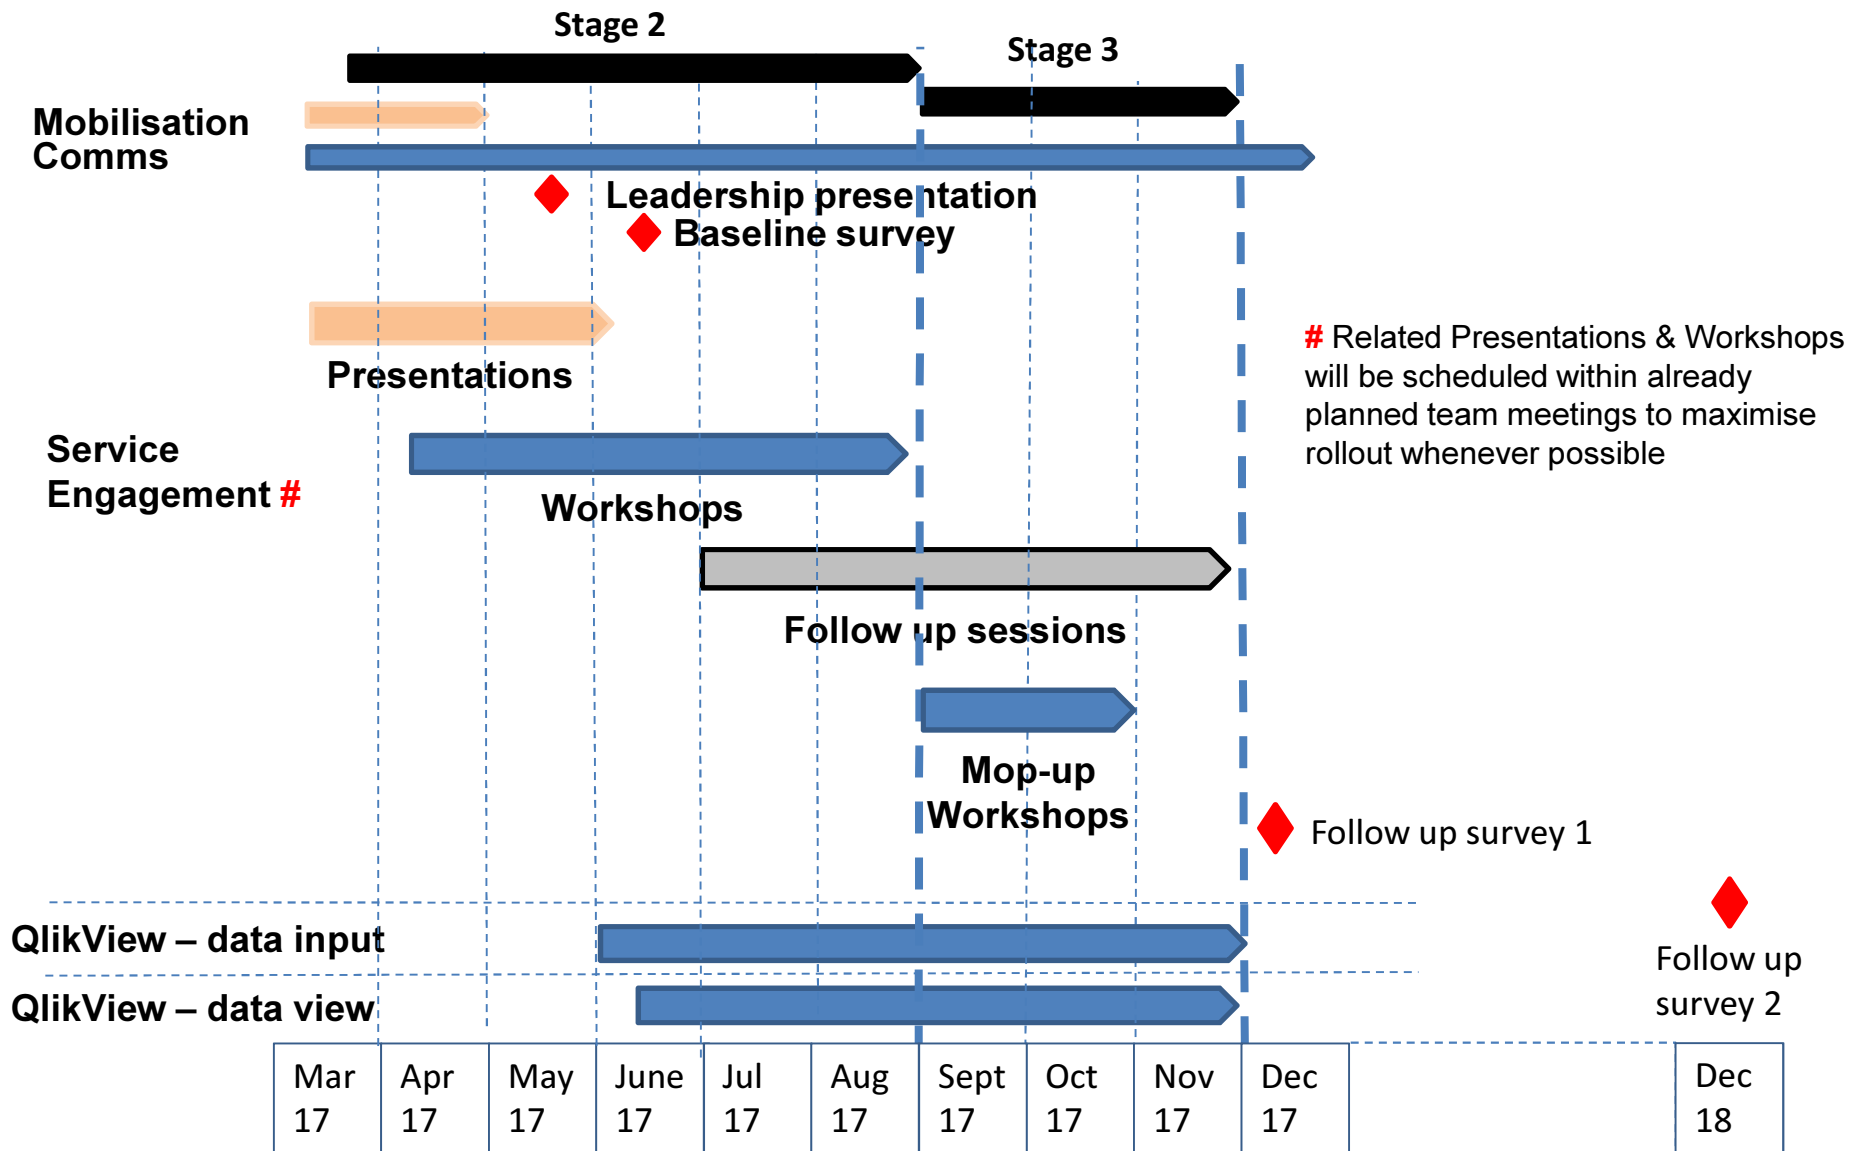 Stage 2
Stage 3
Mobilisation
Comms
Leadership presentation
Baseline survey
# Related Presentations & Workshops
will be scheduled within already
planned team meetings to maximise
rollout whenever possible
Presentations
Service
Engagement #
Workshops
Follow up sessions
Mop-up
Workshops
Follow up survey 1
QlikView – data input
Follow up
survey 2
QlikView – data view
Mar
17
Apr
17
May
17
June
17
Jul
17
Aug
17
Sept
17
Oct
17
Nov
17
Dec
17
Dec
18